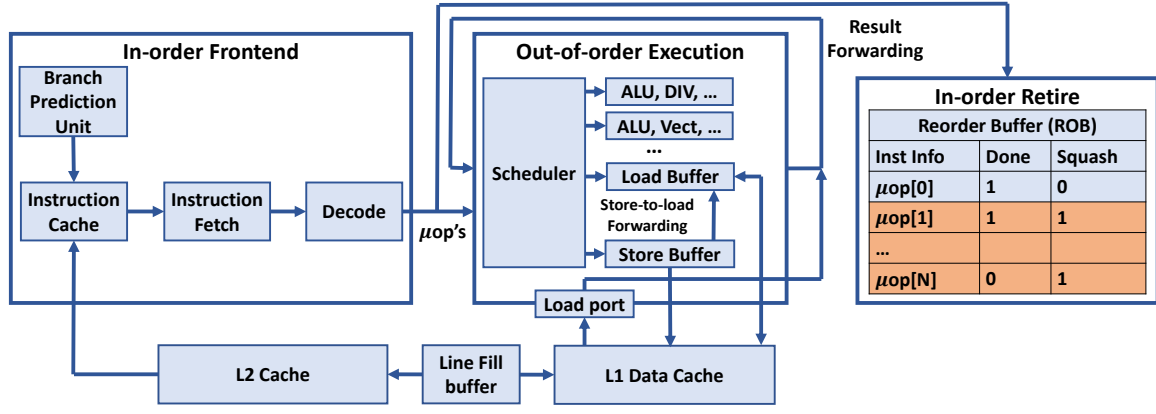 In-order Frontend
Branch
Prediction
Unit
Instruction
Cache
Instruction
Fetch
Decode
μop's
Out-of-order Execution
Scheduler
ALU, DIV, ...
ALU, Vect, ...
...
Load Buffer
Store-to-load
Forwarding
Store Buffer
Load port
Result
Forwarding
In-order Retire
Reorder Buffer (ROB)
Inst Info Done Squash
μop[0] 1 0
μop[1] 1 1
...
μop[N] 0 1
L2 Cache
Line Fill
buffer
L1 Data Cache